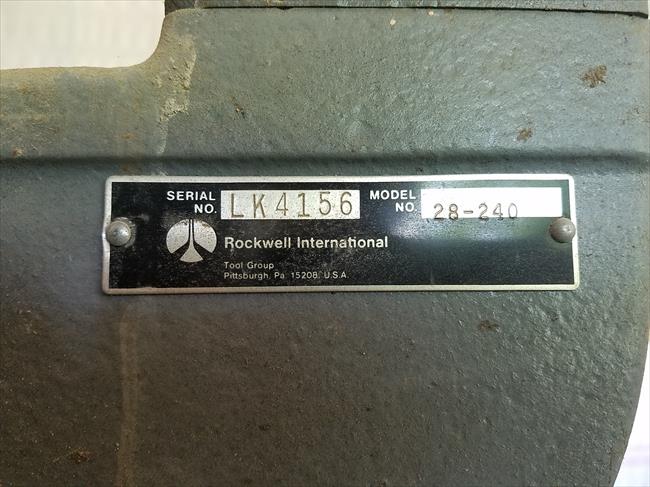 SERIAL NO. LK4156 MODEL NO. 28-240
Rockwell International
Tool Group
Pittsburgh, Pa. 15208, U.S.A.